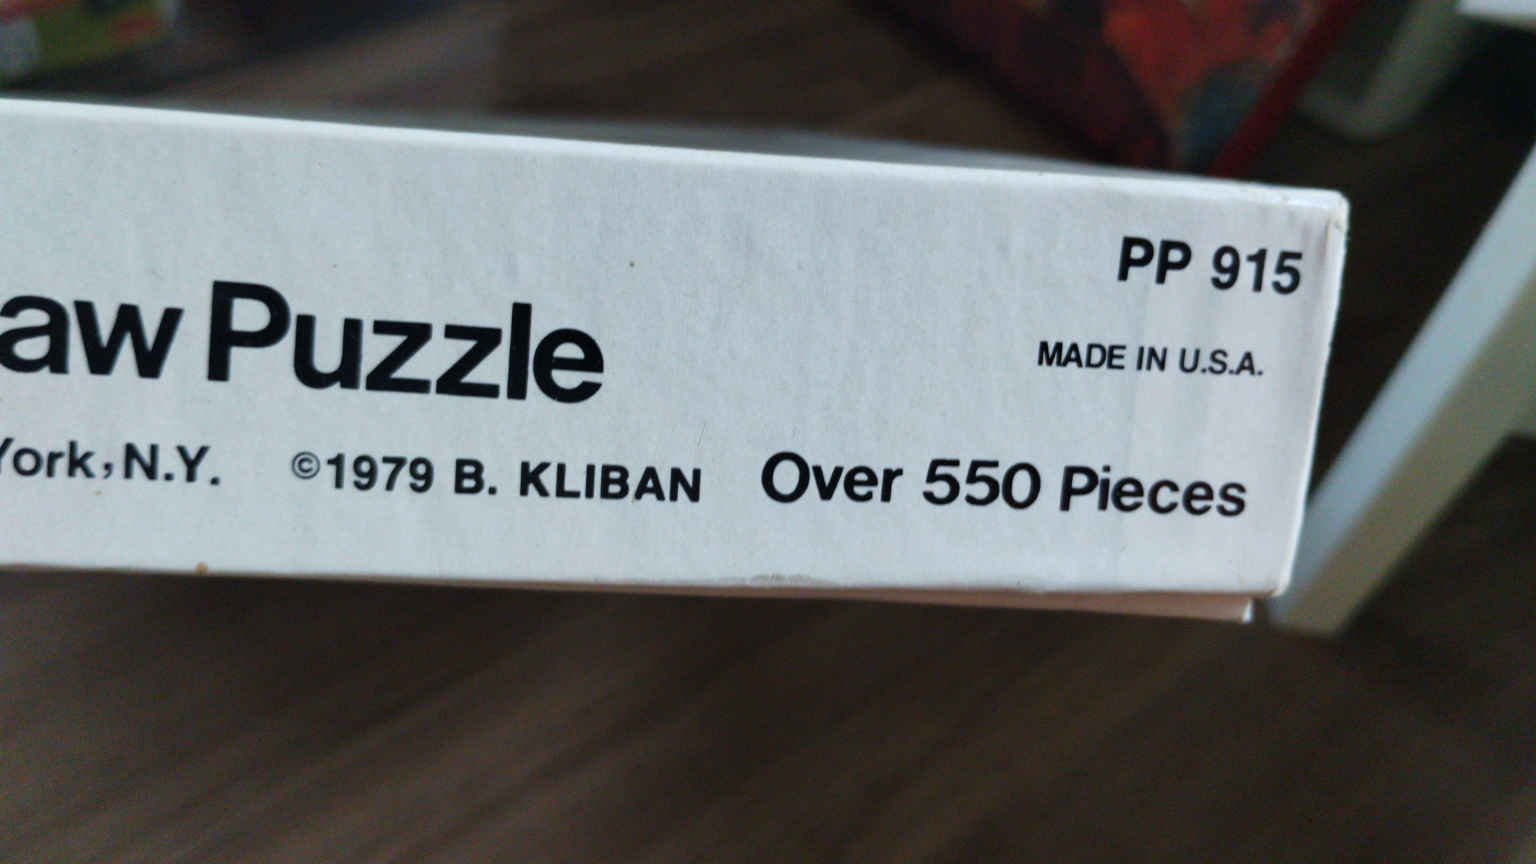 PP 915
MADE IN U.S.A.
aw Puzzle
York, N.Y. ©1979 B. KLIBAN Over 550 Pieces